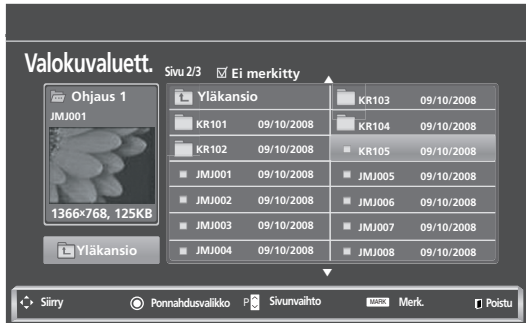 Valokuvaluett. Sivu 2/3 ☑ Ei merkitty
Ohjaus 1
JMJ001
1366×768, 125KB
Yläkansio
Yläkansio
KR101 09/10/2008
KR102 09/10/2008
JMJ001 09/10/2008
JMJ002 09/10/2008
JMJ003 09/10/2008
JMJ004 09/10/2008
KR103 09/10/2008
KR104 09/10/2008
KR105 09/10/2008
JMJ005 09/10/2008
JMJ006 09/10/2008
JMJ007 09/10/2008
JMJ008 09/10/2008
Siirry Ponnahdusvalikko P Sivunvaihto MARK Merk. Poistu